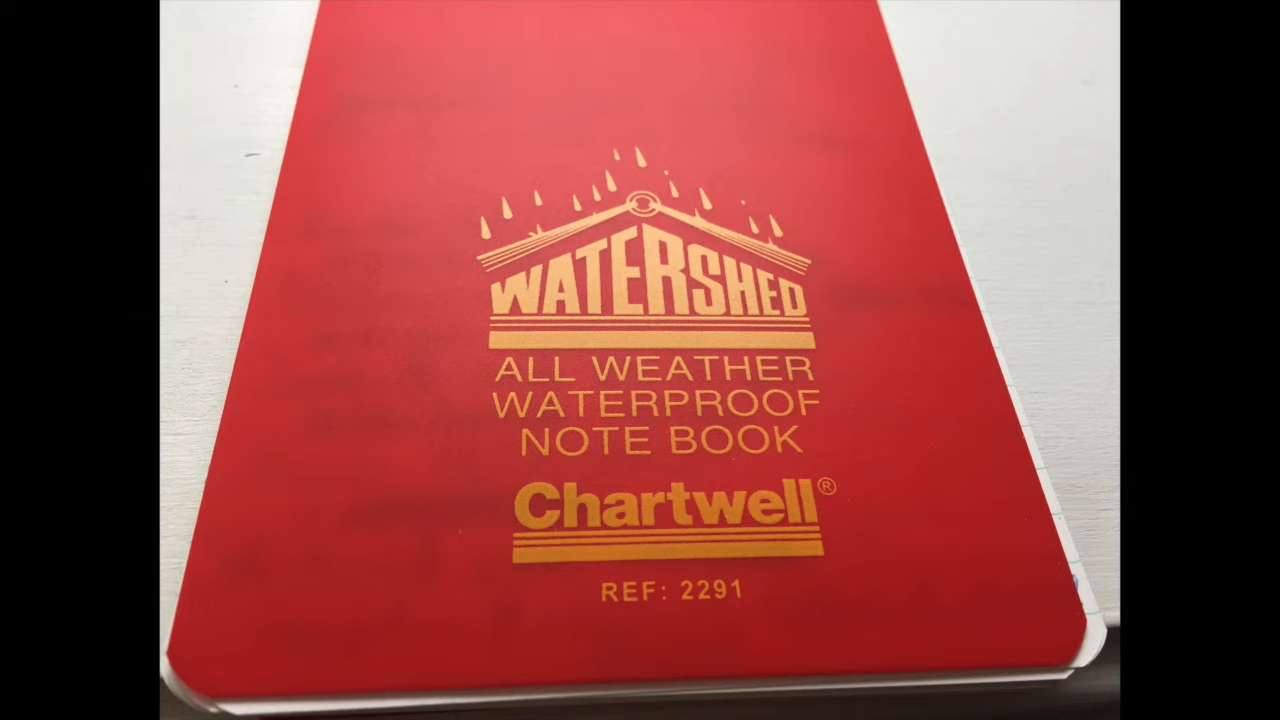 WATERSHED
ALL WEATHER
WATERPROOF
NOTE BOOK
Chartwell®
REF: 2291